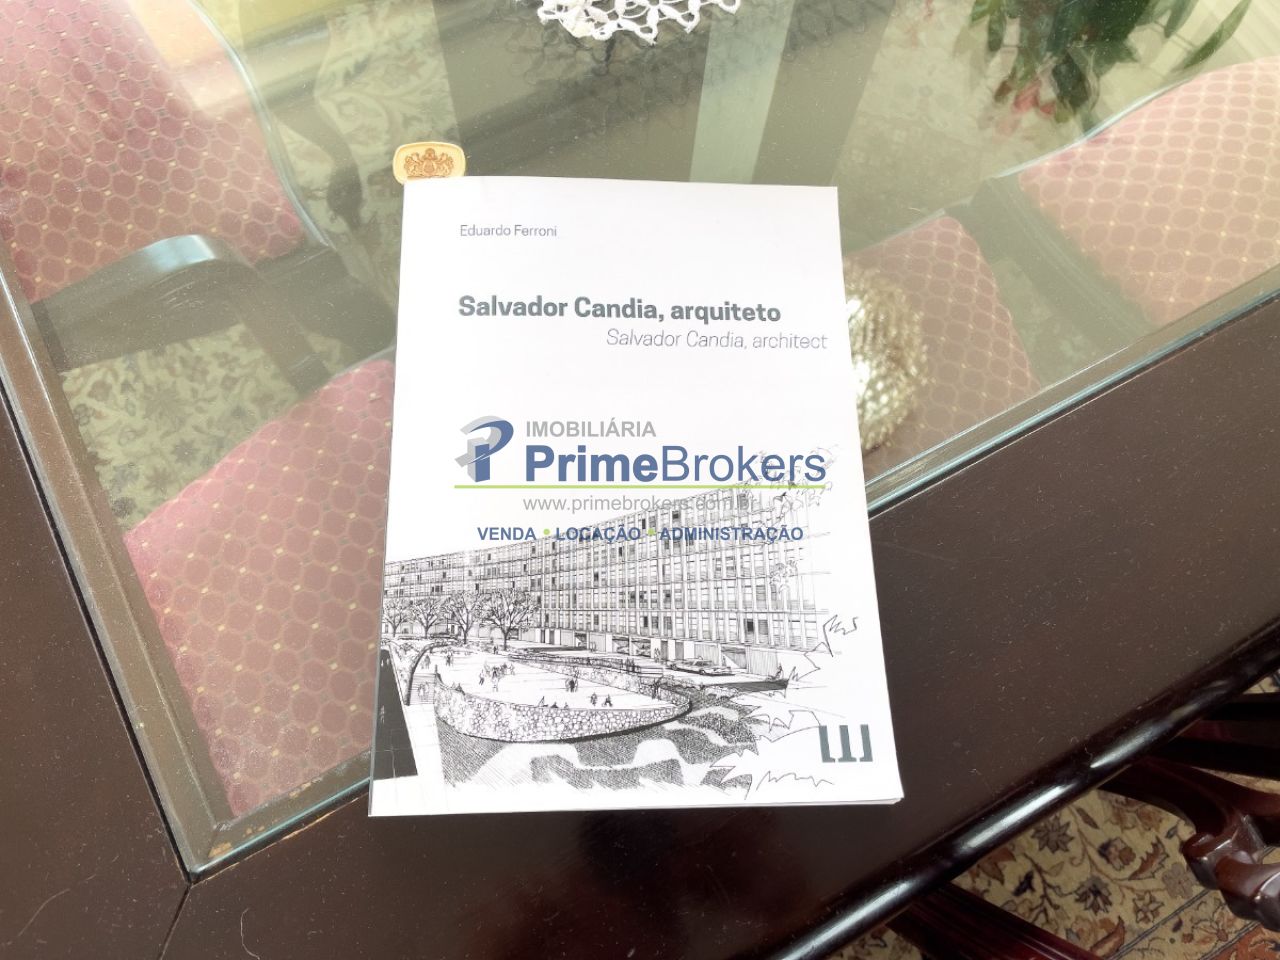 Eduardo Ferroni
Salvador Candia, arquiteto
Salvador Candia, architect
IMOBILIÁRIA
PrimeBrokers
www.primebrokers.com.br
VENDA • LOCAÇÃO • ADMINISTRAÇÃO